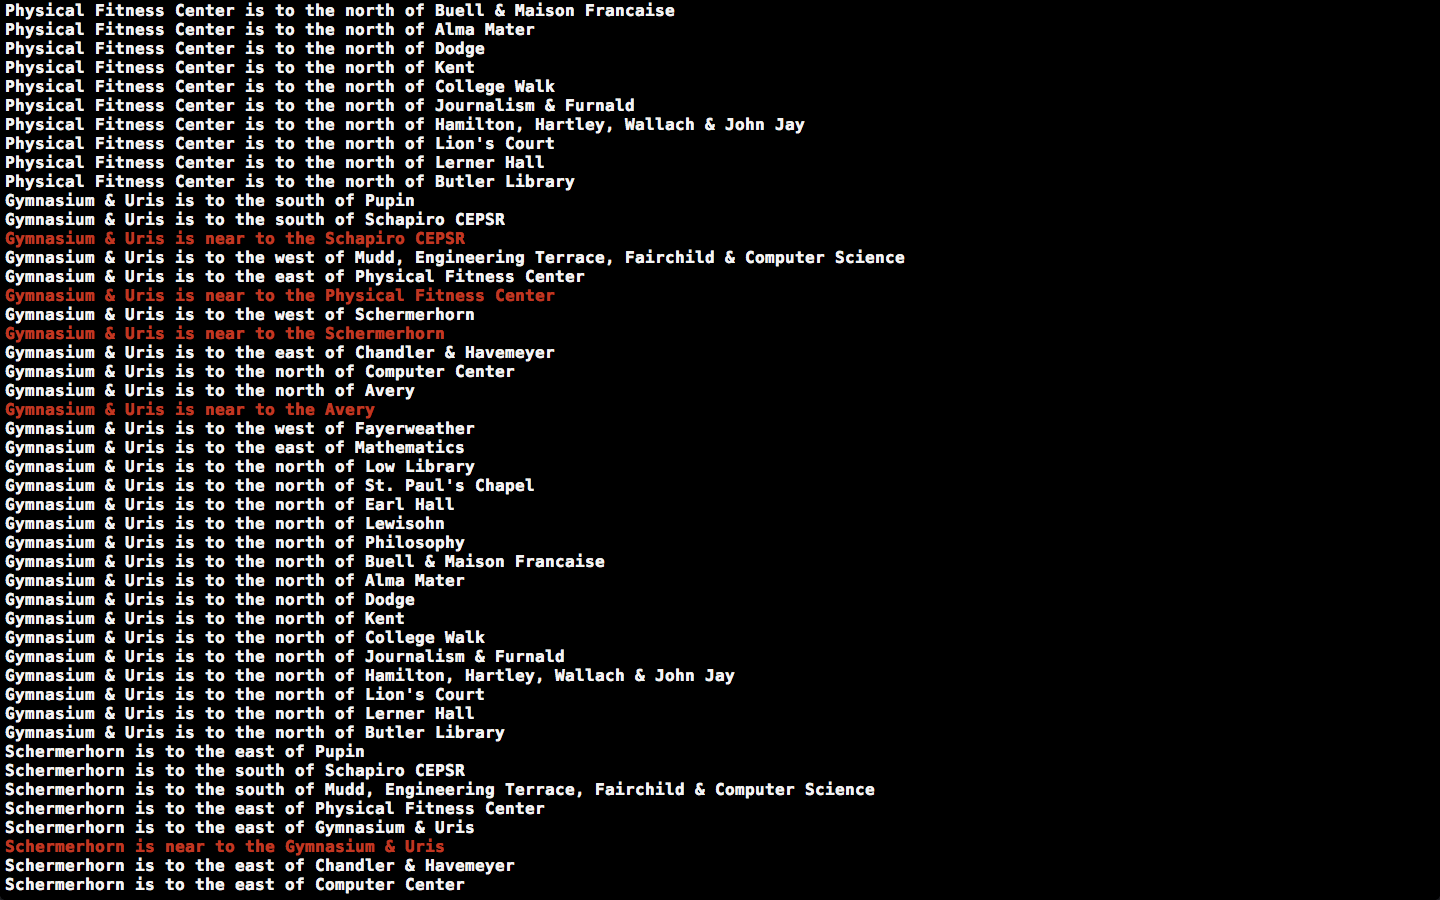 Physical Fitness Center is to the north of Buell & Maison Francaise
Physical Fitness Center is to the north of Alma Mater
Physical Fitness Center is to the north of Dodge
Physical Fitness Center is to the north of Kent
Physical Fitness Center is to the north of College Walk
Physical Fitness Center is to the north of Journalism & Furnald
Physical Fitness Center is to the north of Hamilton, Hartley, Wallach & John Jay
Physical Fitness Center is to the north of Lion's Court
Physical Fitness Center is to the north of Lerner Hall
Physical Fitness Center is to the north of Butler Library
Gymnasium & Uris is to the south of Pupin
Gymnasium & Uris is to the south of Schapiro CEPSR
Gymnasium & Uris is near to the Schapiro CEPSR
Gymnasium & Uris is to the west of Mudd, Engineering Terrace, Fairchild & Computer Science
Gymnasium & Uris is to the east of Physical Fitness Center
Gymnasium & Uris is near to the Physical Fitness Center
Gymnasium & Uris is to the west of Schermerhorn
Gymnasium & Uris is near to the Schermerhorn
Gymnasium & Uris is to the east of Chandler & Havemeyer
Gymnasium & Uris is to the north of Computer Center
Gymnasium & Uris is to the north of Avery
Gymnasium & Uris is near to the Avery
Gymnasium & Uris is to the west of Fayerweather
Gymnasium & Uris is to the east of Mathematics
Gymnasium & Uris is to the north of Low Library
Gymnasium & Uris is to the north of St. Paul's Chapel
Gymnasium & Uris is to the north of Earl Hall
Gymnasium & Uris is to the north of Lewisohn
Gymnasium & Uris is to the north of Philosophy
Gymnasium & Uris is to the north of Buell & Maison Francaise
Gymnasium & Uris is to the north of Alma Mater
Gymnasium & Uris is to the north of Dodge
Gymnasium & Uris is to the north of Kent
Gymnasium & Uris is to the north of College Walk
Gymnasium & Uris is to the north of Journalism & Furnald
Gymnasium & Uris is to the north of Hamilton, Hartley, Wallach & John Jay
Gymnasium & Uris is to the north of Lion's Court
Gymnasium & Uris is to the north of Lerner Hall
Gymnasium & Uris is to the north of Butler Library
Schermerhorn is to the east of Pupin
Schermerhorn is to the south of Schapiro CEPSR
Schermerhorn is to the south of Mudd, Engineering Terrace, Fairchild & Computer Science
Schermerhorn is to the east of Physical Fitness Center
Schermerhorn is to the east of Gymnasium & Uris
Schermerhorn is near to the Gymnasium & Uris
Schermerhorn is to the east of Chandler & Havemeyer
Schermerhorn is to the east of Computer Center